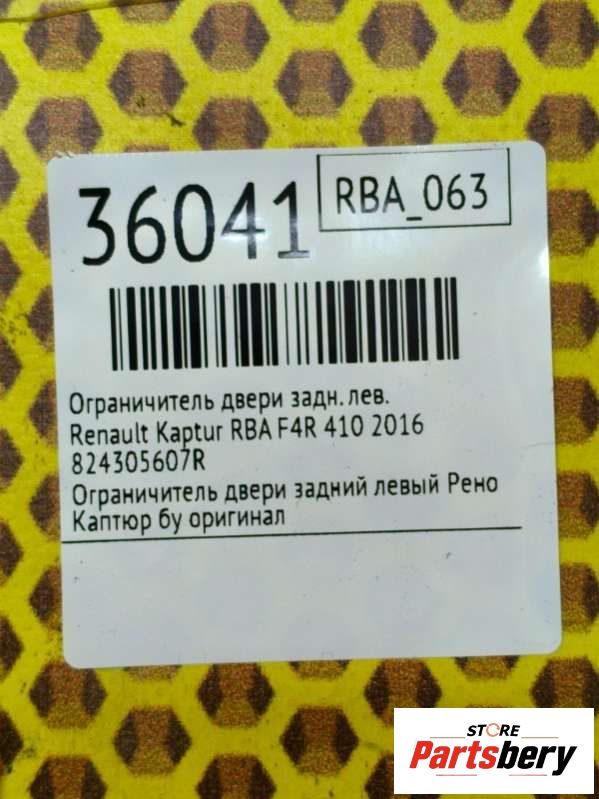 36041
RBA_063
Ограничитель двери задн. лев.
Renault Kaptur RBA F4R 410 2016
824305607R
Ограничитель двери задний левый Рено
Каптюр бу оригинал
STORE
Partsbery